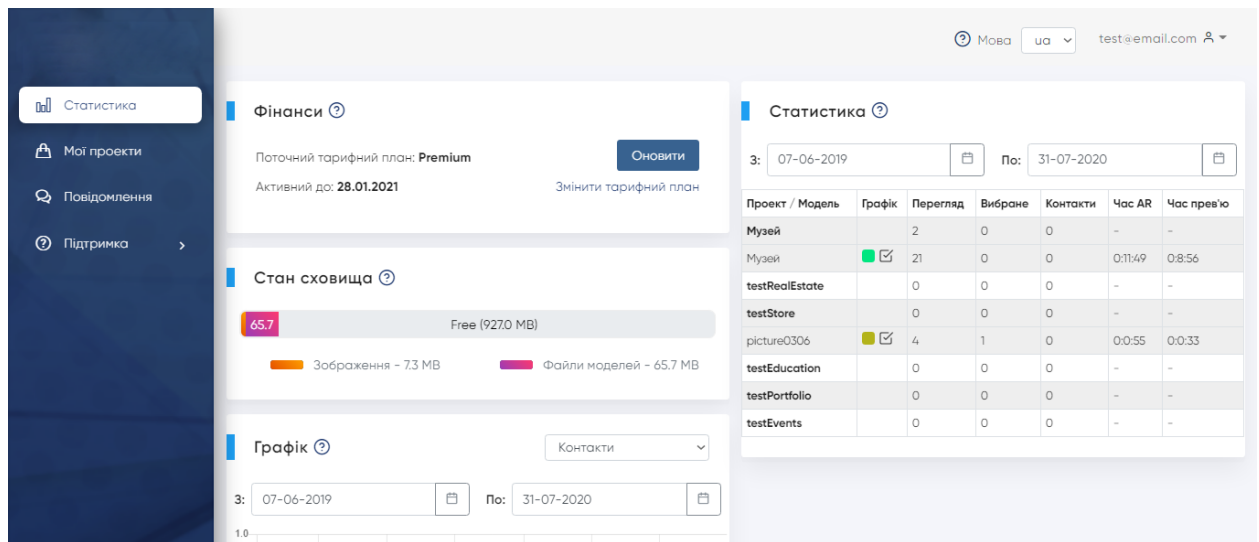 Мова ua test@email.com
Статистика
Мої проекти
Повідомлення
Підтримка
Фінанси
Поточний тарифний план: Premium
Оновити
Активний до: 28.01.2021
Змінити тарифний план
Стан сховища
65.7 Free (927.0 MB)
Зображення - 7.3 MB Файли моделей - 65.7 MB
Графік
Контакти
З: 07-06-2019 По: 31-07-2020
1.0
Статистика
З: 07-06-2019 По: 31-07-2020
Проект / Модель Графік Перегляд Вибране Контакти Час AR Час прев'ю
Музей 2 0 0 - -
Музей 21 0 0 0:11:49 0:8:56
testRealEstate 0 0 0 - -
testStore 0 0 0 - -
picture0306 4 1 0 0:0:55 0:0:33
testEducation 0 0 0 - -
testPortfolio 0 0 0 - -
testEvents 0 0 0 - -